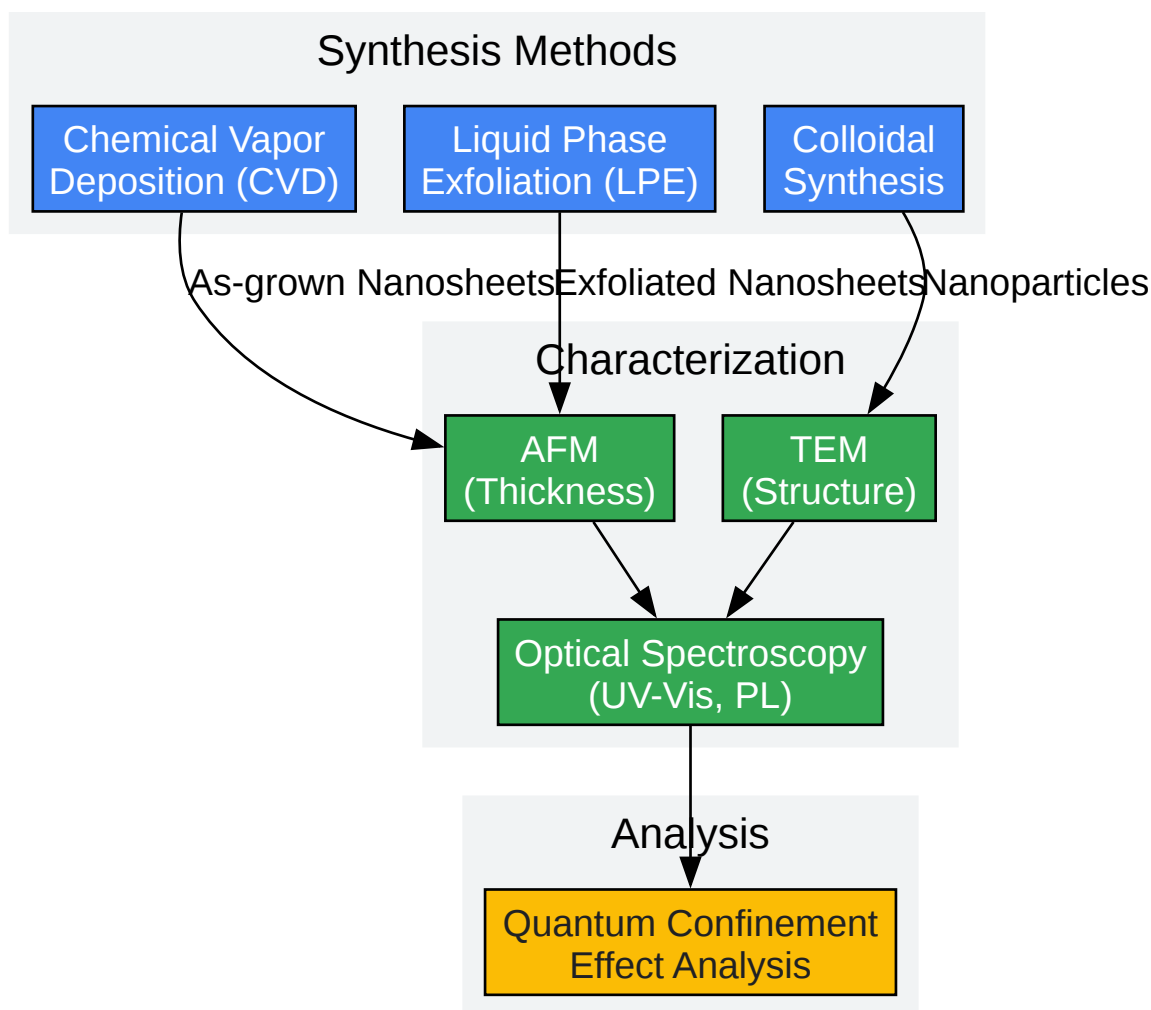 Synthesis Methods
Chemical Vapor
Deposition (CVD)
Liquid Phase
Exfoliation (LPE)
Colloidal
Synthesis
As-grown Nanosheets
Exfoliated Nanosheets
Nanoparticles
Characterization
AFM
(Thickness)
TEM
(Structure)
Optical Spectroscopy
(UV-Vis, PL)
Analysis
Quantum Confinement
Effect Analysis